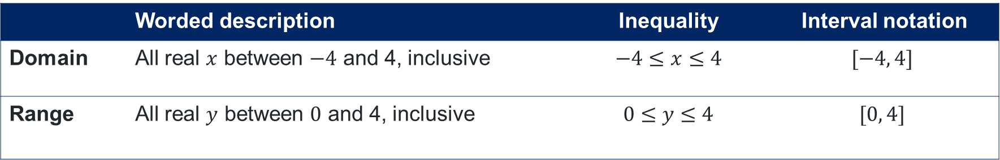 Worded description Inequality Interval notation
Domain All real x between −4 and 4, inclusive −4 ≤ x ≤ 4 [−4, 4]
Range All real y between 0 and 4, inclusive 0 ≤ y ≤ 4 [0, 4]